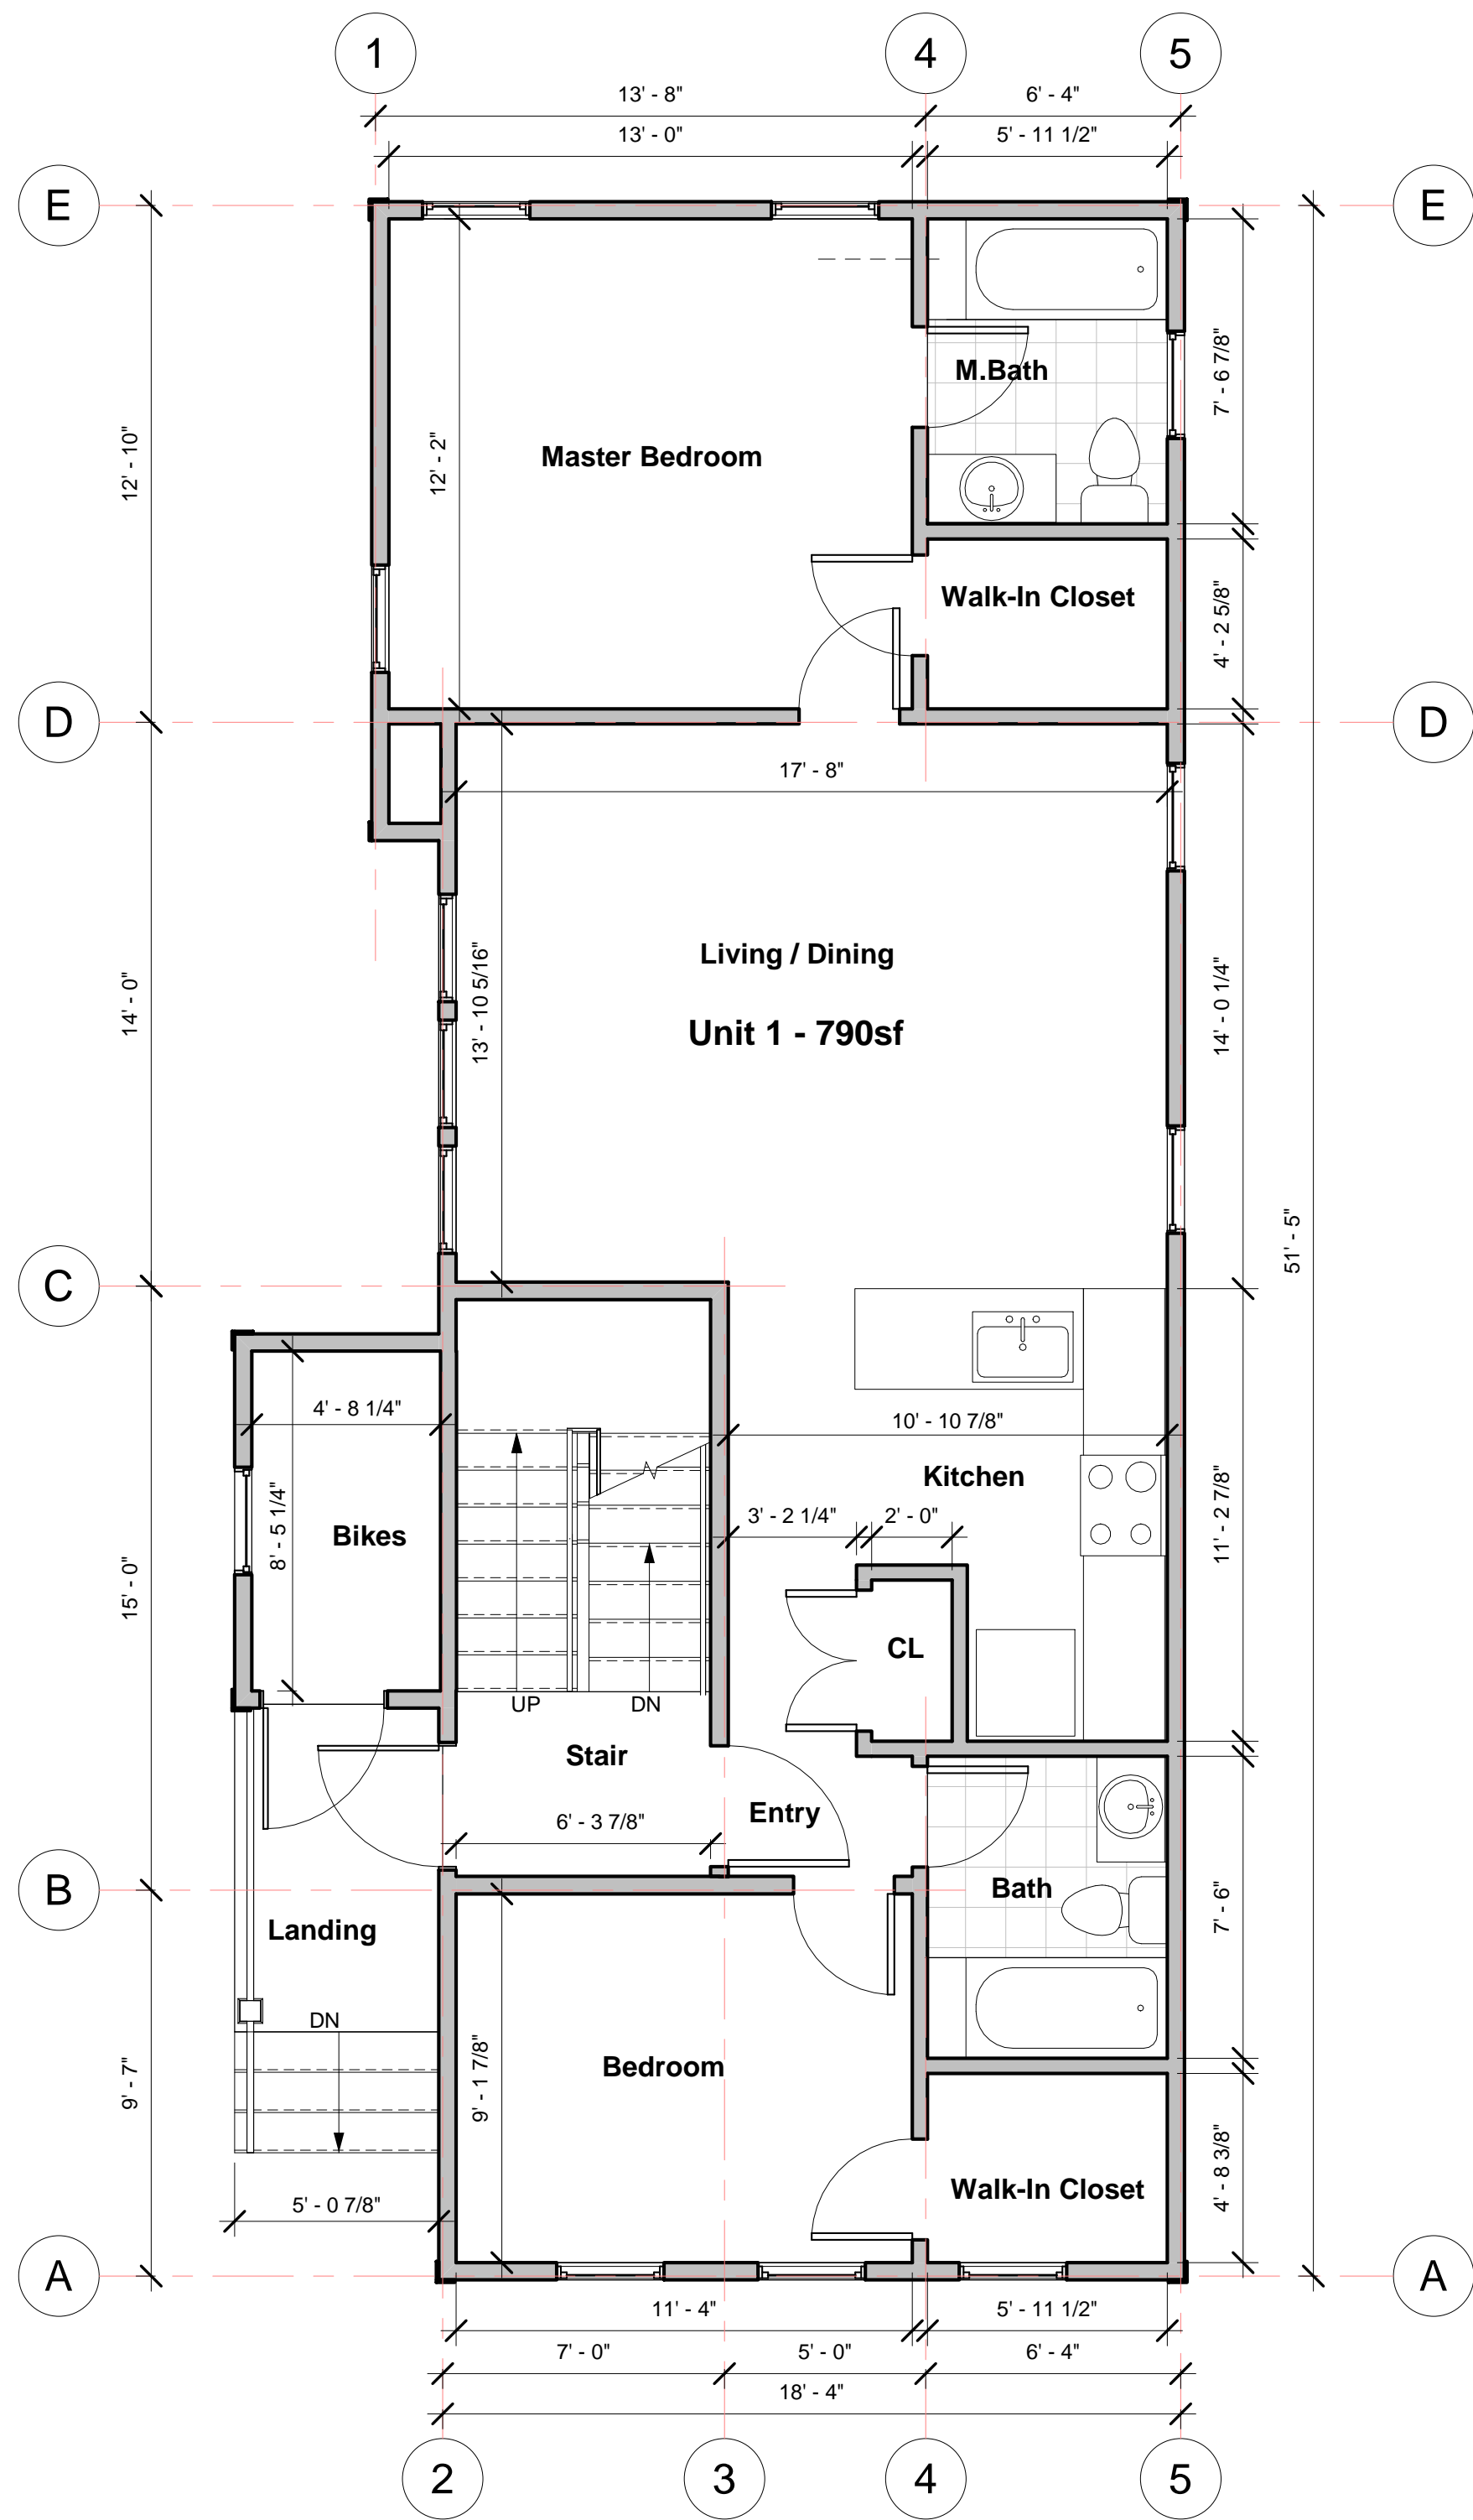 1
4
5
13' - 8"
6' - 4"
13' - 0"
5' - 11 1/2"
E
E
12' - 10"
12' - 2"
Master Bedroom
M.Bath
7' - 6 7/8"
Walk-In Closet
4' - 2 5/8"
D
D
17' - 8"
14' - 0"
13' - 10 5/16"
Living / Dining
Unit 1 - 790sf
14' - 0 1/4"
51' - 5"
C
4' - 8 1/4"
10' - 10 7/8"
Kitchen
8' - 5 1/4"
Bikes
3' - 2 1/4"
2' - 0"
11' - 2 7/8"
15' - 0"
CL
UP
DN
Stair
Entry
6' - 3 7/8"
B
Bath
Landing
7' - 6"
DN
9' - 7"
9' - 1 7/8"
Bedroom
Walk-In Closet
4' - 8 3/8"
5' - 0 7/8"
A
A
11' - 4"
5' - 11 1/2"
7' - 0"
5' - 0"
6' - 4"
18' - 4"
2
3
4
5